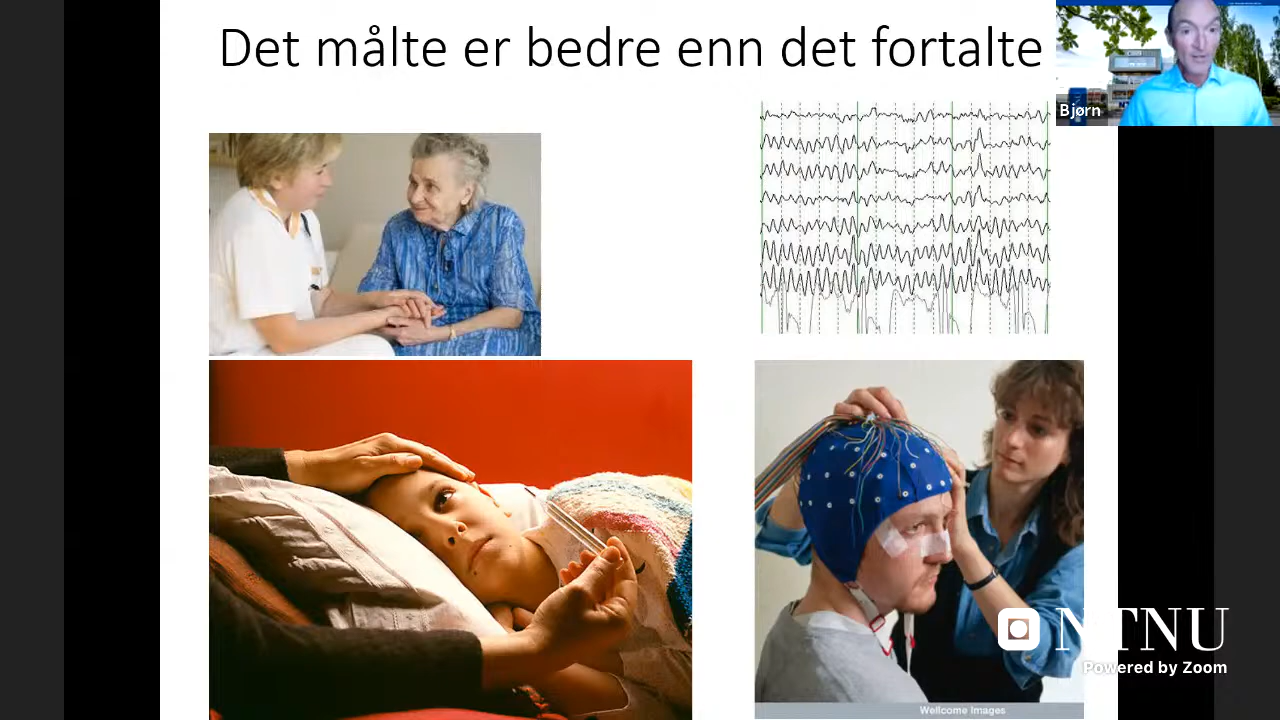 Det målte er bedre enn det fortalte
Bjørn
NTNU
Powered by Zoom
Wellcome Images